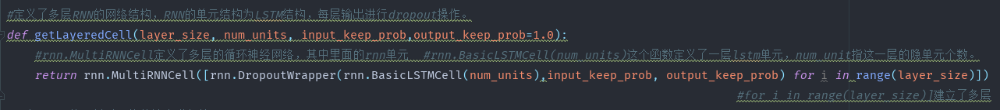 #定义了多层RNN的网络结构，RNN的单元结构为LSTM结构，每层输出进行dropout操作。
def getLayeredCell(layer_size, num_units, input_keep_prob,output_keep_prob=1.0):
#rnn.MultiRNNCell定义了多层的循环神经网络，其中里面的rnn单元  #rnn.BasicLSTMCell(num_units)这个函数定义了一层lstm单元，num_unit指这一层的隐单元个数。
return rnn.MultiRNNCell([rnn.DropoutWrapper(rnn.BasicLSTMCell(num_units),input_keep_prob, output_keep_prob) for i in range(layer_size)])
#for i in range(layer_size)]建立了多层